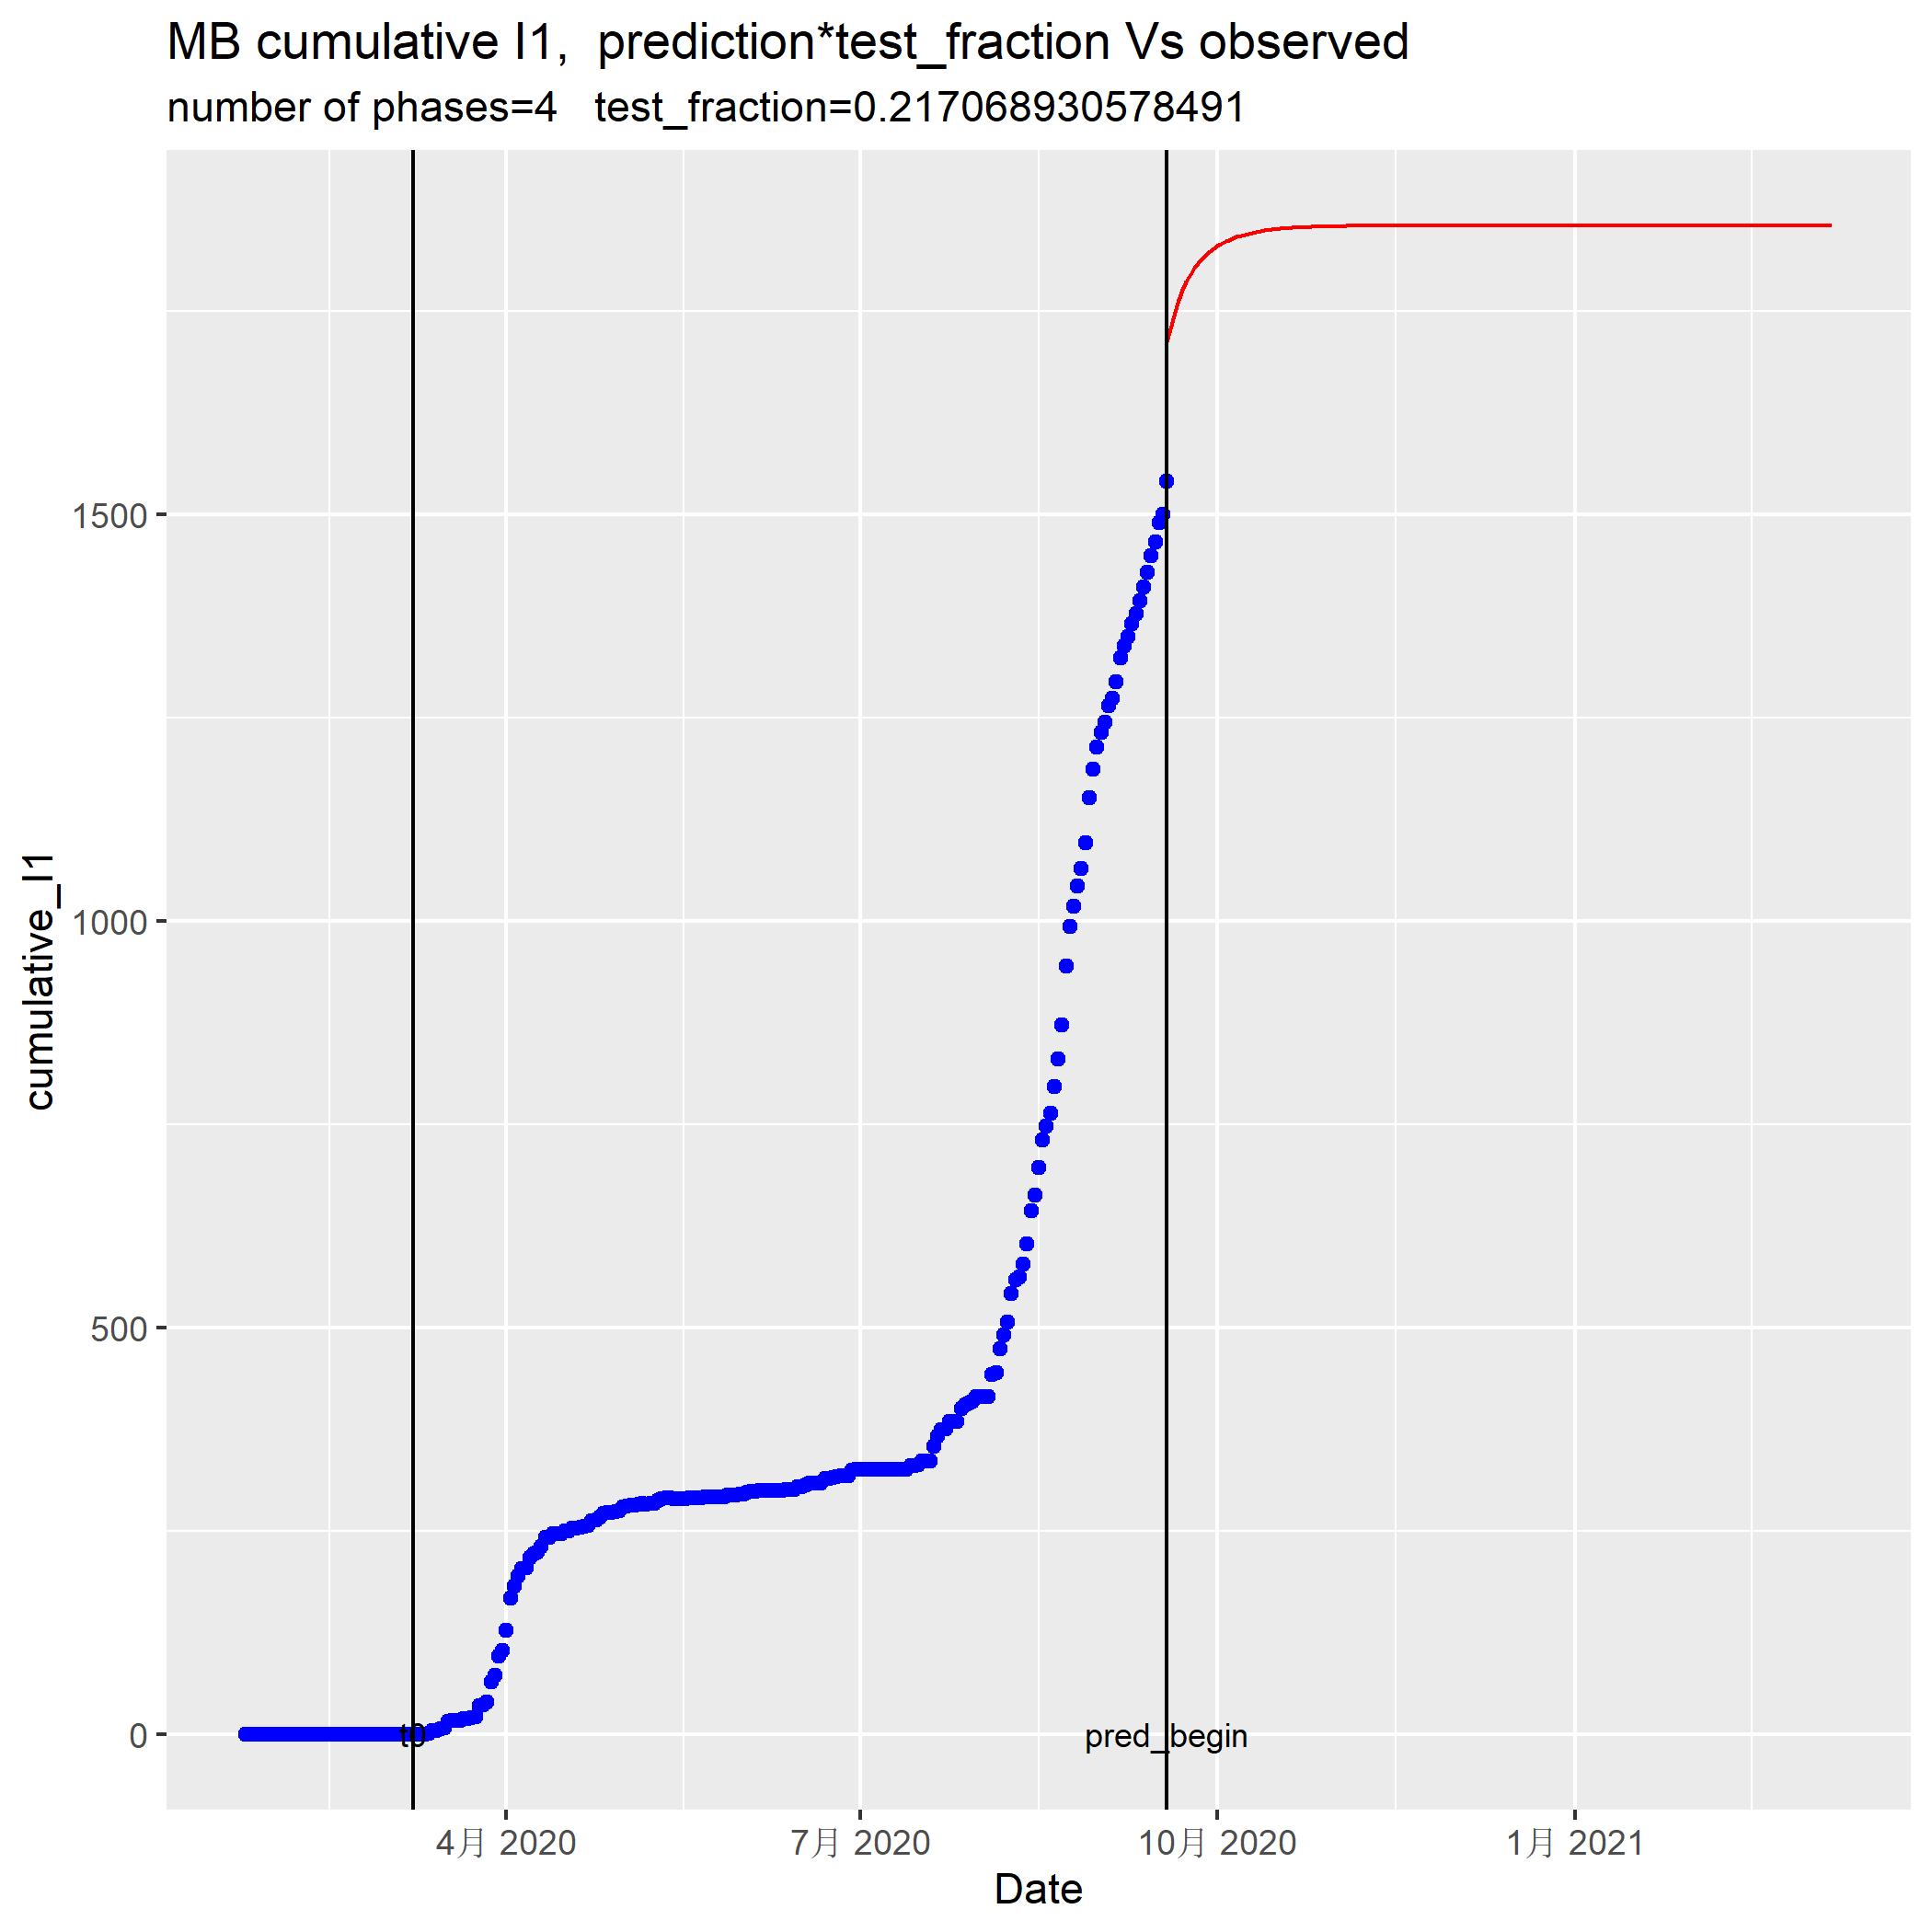 MB cumulative I1,  prediction*test_fraction Vs observed
number of phases=4   test_fraction=0.217068930578491
cumulative_I1
1500
1000
500
0
t0
pred_begin
4月 2020
7月 2020
10月 2020
1月 2021
Date